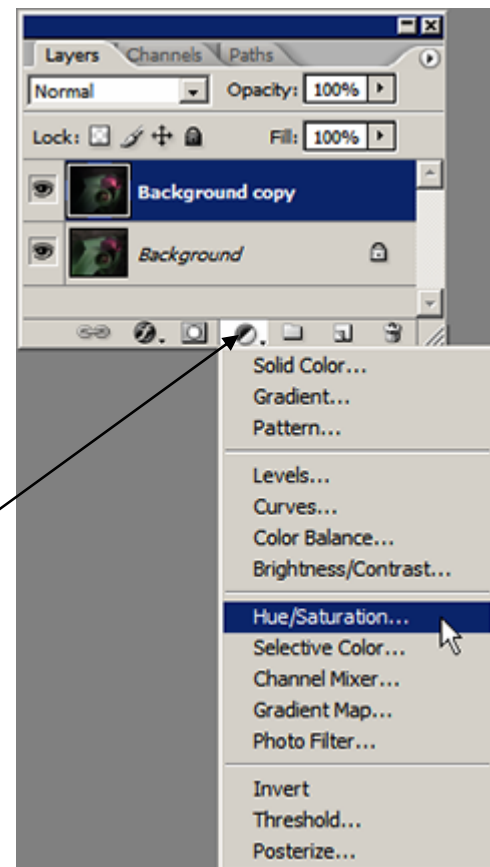 Layers Channels Paths
Normal Opacity: 100%
Lock: Fill: 100%
Background copy
Background
Solid Color...
Gradient...
Pattern...
Levels...
Curves...
Color Balance...
Brightness/Contrast...
Hue/Saturation...
Selective Color...
Channel Mixer...
Gradient Map...
Photo Filter...
Invert
Threshold...
Posterize...